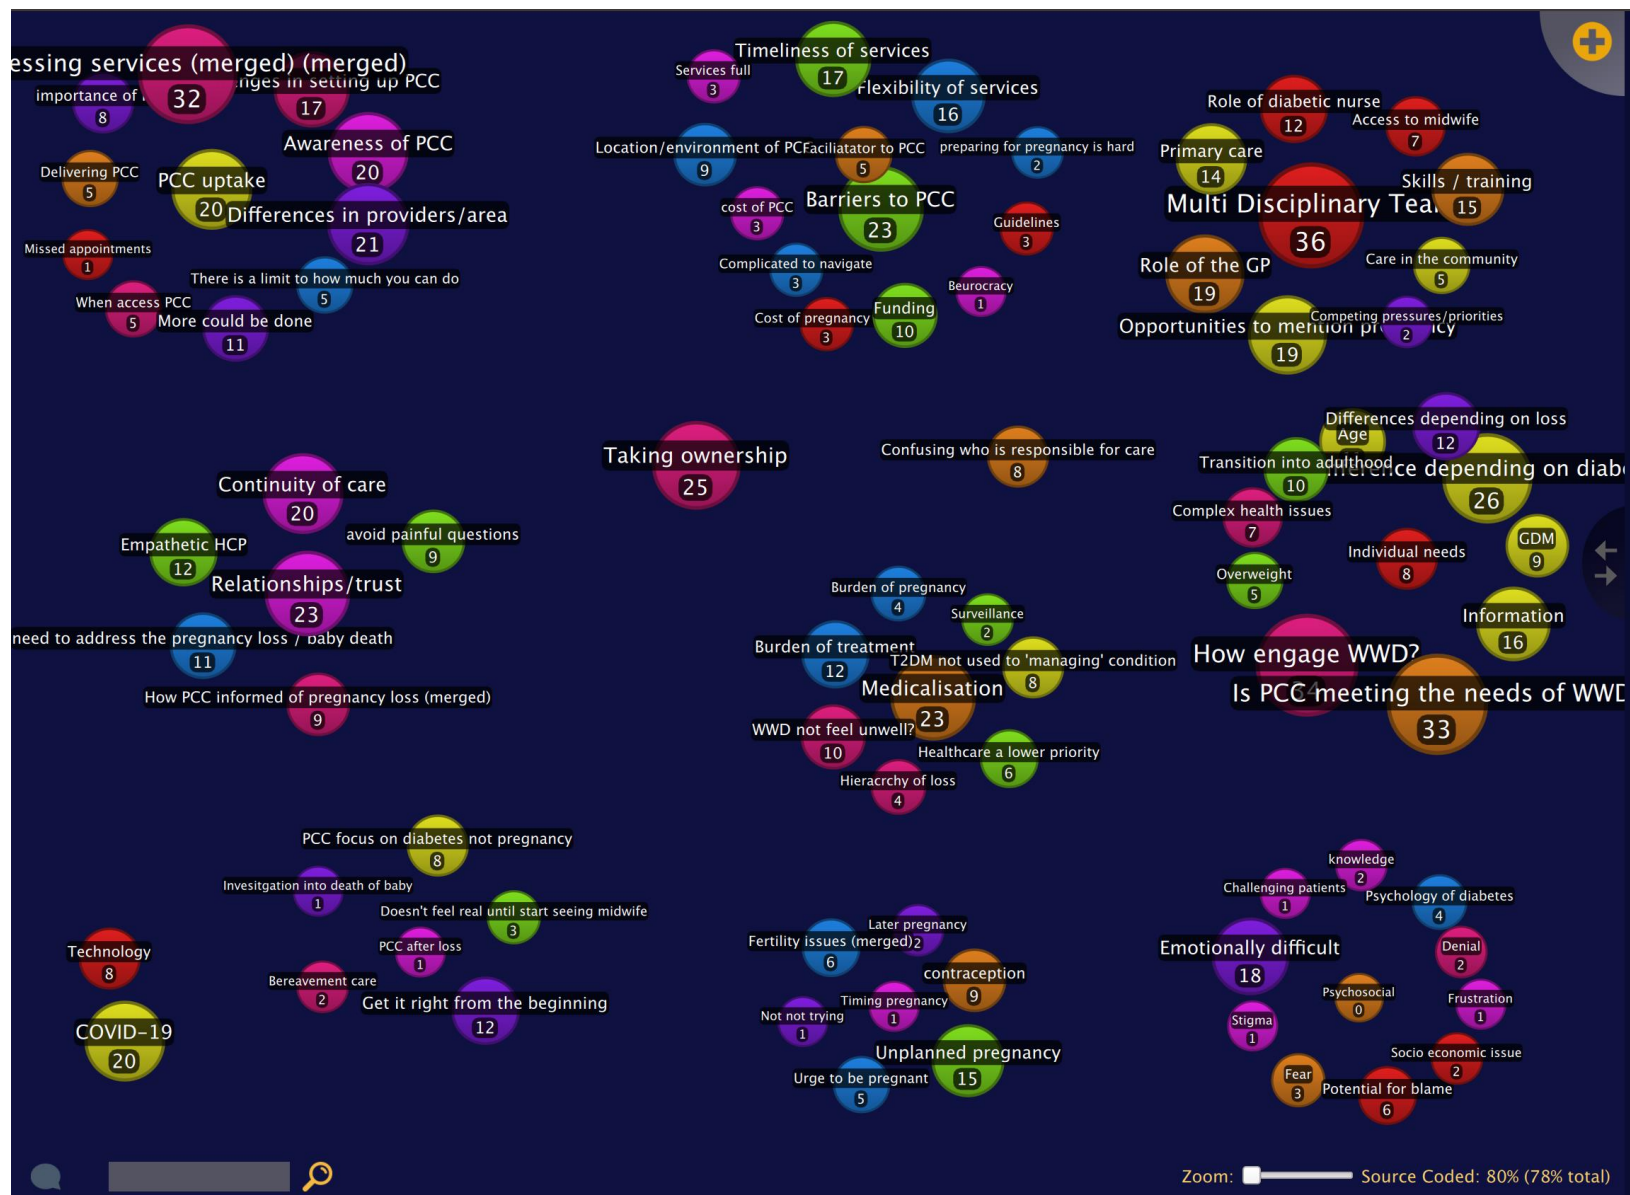 essing services (merged) (merged)
32
nges in setting up PCC
17
importance of
8
Awareness of PCC
20
Delivering PCC
5
PCC uptake
20
Differences in providers/area
21
Missed appointments
1
There is a limit to how much you can do
5
When access PCC
5
More could be done
11
Timeliness of services
17
Services full
3
Flexibility of services
16
Location/environment of PC
9
Faciliatator to PCC
5
preparing for pregnancy is hard
2
cost of PCC
3
Barriers to PCC
23
Guidelines
3
Complicated to navigate
3
Beurocracy
1
Cost of pregnancy
3
Funding
10
Role of diabetic nurse
12
Access to midwife
7
Primary care
14
Skills / training
15
Multi Disciplinary Tea
36
Role of the GP
19
Care in the community
5
Opportunities to mention pr
cy
19
Competing pressures/priorities
2
Taking ownership
25
Confusing who is responsible for care
8
Differences depending on loss
12
Age
Transition into adulthood
10
erence depending on diab
26
Complex health issues
7
Individual needs
8
GDM
9
Overweight
5
Information
16
How engage WWD?
34
Is PCC meeting the needs of WWD
33
Continuity of care
20
Empathetic HCP
12
avoid painful questions
9
Relationships/trust
23
need to address the pregnancy loss / baby death
11
How PCC informed of pregnancy loss (merged)
9
Burden of pregnancy
4
Surveillance
2
Burden of treatment
12
T2DM not used to 'managing' condition
8
Medicalisation
23
WWD not feel unwell?
10
Healthcare a lower priority
6
Hieracrchy of loss
4
PCC focus on diabetes not pregnancy
8
Invesitgation into death of baby
1
Doesn't feel real until start seeing midwife
3
Technology
8
PCC after loss
1
Bereavement care
2
Get it right from the beginning
12
COVID-19
20
Later pregnancy
2
Fertility issues (merged)
6
contraception
9
Timing pregnancy
1
Not not trying
1
Unplanned pregnancy
15
Urge to be pregnant
5
knowledge
2
Challenging patients
1
Psychology of diabetes
4
Emotionally difficult
18
Denial
2
Psychosocial
0
Frustration
1
Stigma
1
Socio economic issue
2
Fear
3
Potential for blame
6
Zoom:
Source Coded: 80% (78% total)